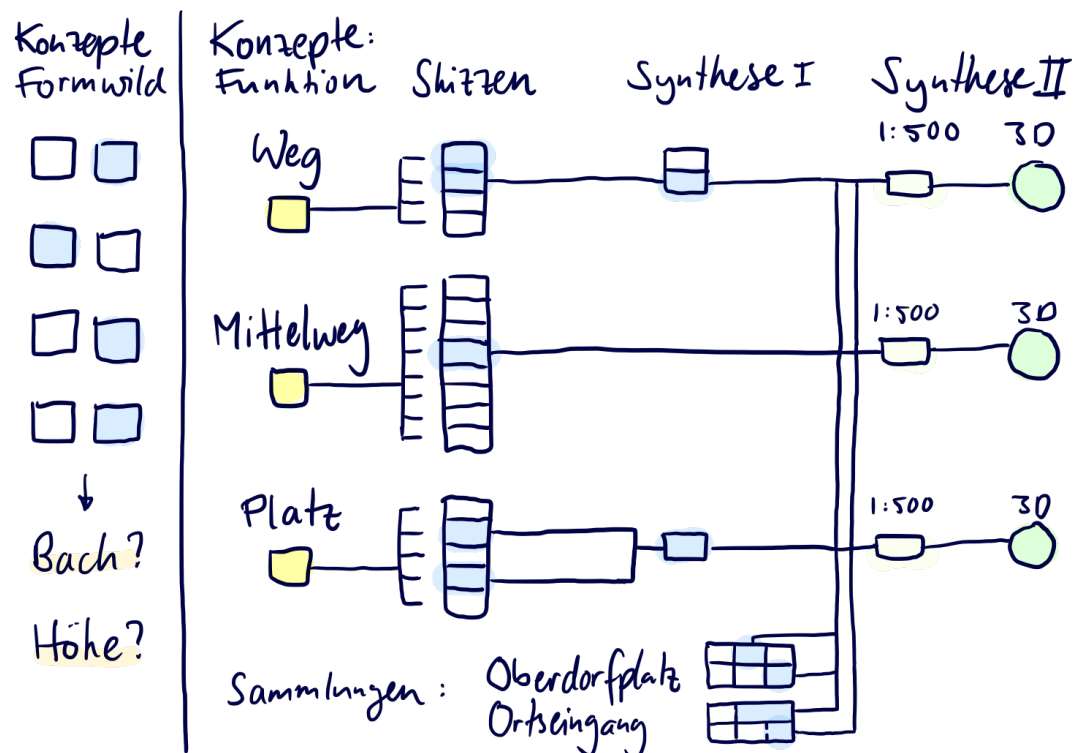 Konzepte
Formwild
Bach?
Höhe?
Konzepte:
Funktion
Skizzen
Synthese I
Synthese II
1:500 3D
Weg
Mittelweg
1:500 3D
Platz
1:500 3D
Sammlungen:
Oberdorfplatz
Ortseingang